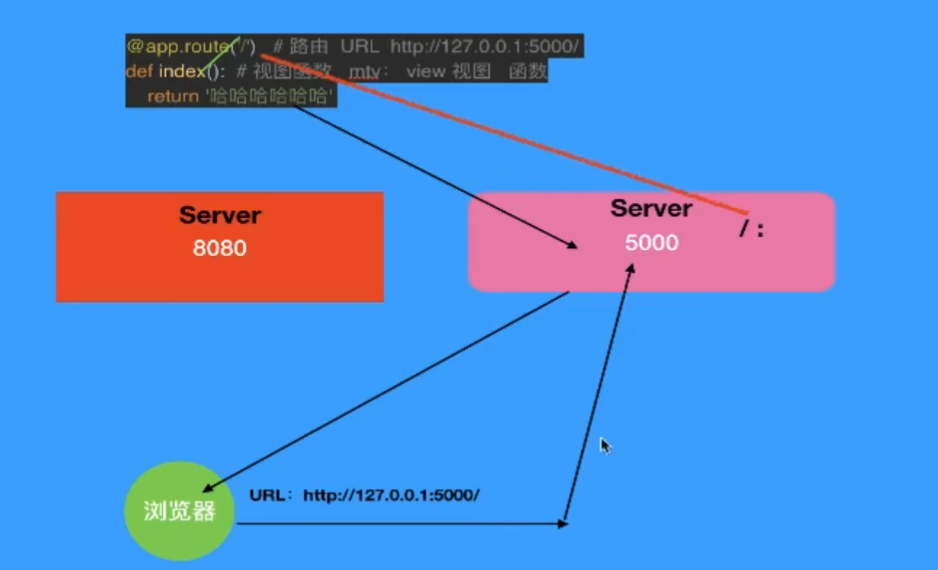 @app.route('/') # 路由 URL http://127.0.0.1:5000/
def index(): # 视图函数 mtv： view 视图 函数
return '哈哈哈哈哈哈'
Server
8080
Server
5000
/ :
URL：http://127.0.0.1:5000/
浏览器